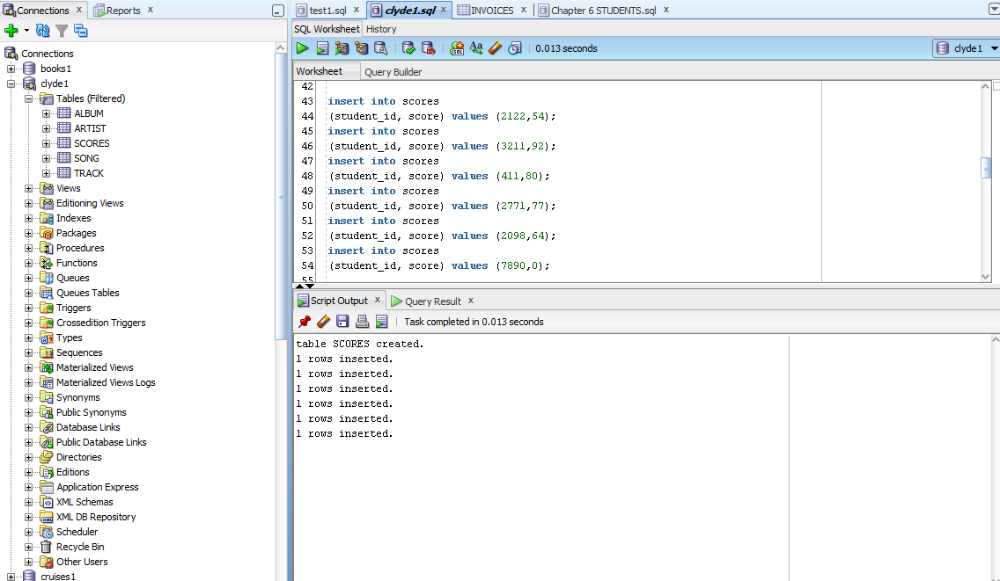 Connections x Reports x
Connections
books1
clyde1
Tables (Filtered)
ALBUM
ARTIST
SCORES
SONG
TRACK
Views
Editioning Views
Indexes
Packages
Procedures
Functions
Queues
Queues Tables
Triggers
Crossedition Triggers
Types
Sequences
Materialized Views
Materialized Views Logs
Synonyms
Public Synonyms
Database Links
Public Database Links
Directories
Editions
Application Express
XML Schemas
XML DB Repository
Scheduler
Recycle Bin
Other Users
cruises1
test1.sql x clyde1.sql x INVOICES x Chapter 6 STUDENTS.sql x
SQL Worksheet History
0.013 seconds clyde1
Worksheet Query Builder
42
43 insert into scores
44 (student_id, score) values (2122,54);
45 insert into scores
46 (student_id, score) values (3211,92);
47 insert into scores
48 (student_id, score) values (411,80);
49 insert into scores
50 (student_id, score) values (2771,77);
51 insert into scores
52 (student_id, score) values (2098,64);
53 insert into scores
54 (student_id, score) values (7890,0);
55
Script Output x Query Result x
Task completed in 0.013 seconds
table SCORES created.
1 rows inserted.
1 rows inserted.
1 rows inserted.
1 rows inserted.
1 rows inserted.
1 rows inserted.